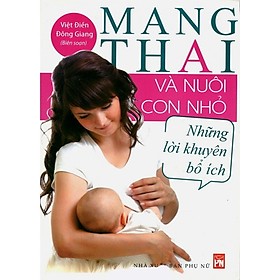 Việt Điền
Đông Giang
(Biên soạn)
MANG
THAI
VÀ NUÔI
CON NHỎ
Những
lời khuyên
bổ ích
PN
NHÀ XUẤT BẢN PHỤ NỮ